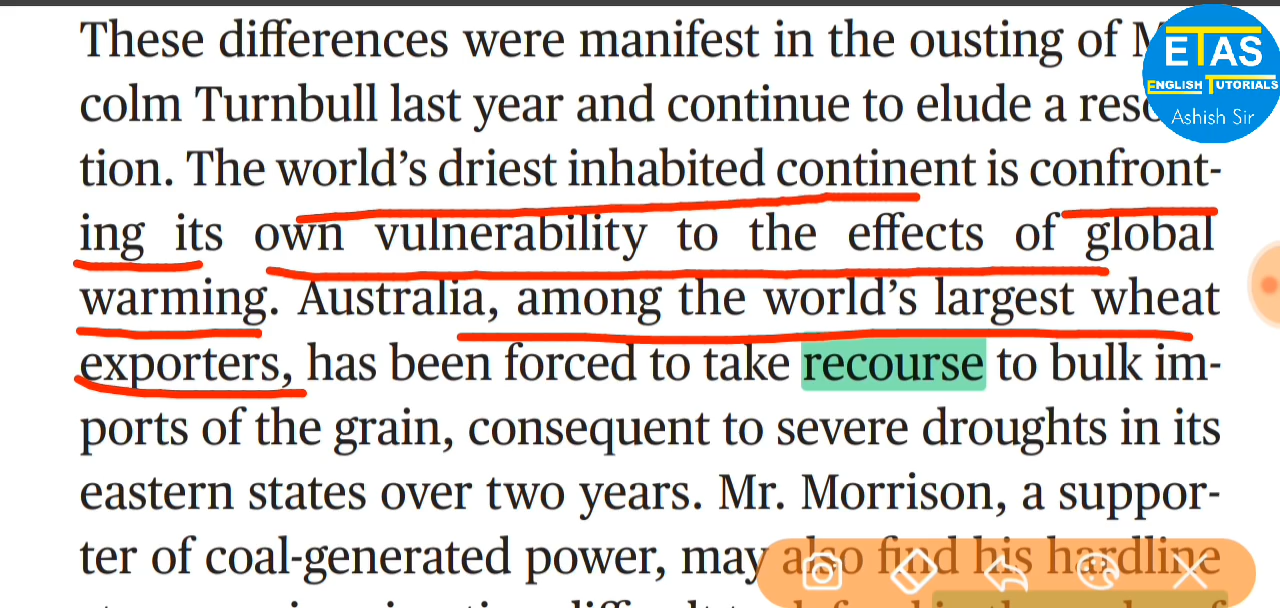 These differences were manifest in the ousting of
colm Turnbull last year and continue to elude a
tion. The world's driest inhabited continent is confront-
ing its own vulnerability to the effects of global
warming. Australia, among the world's largest wheat
exporters, has been forced to take recourse to bulk im-
ports of the grain, consequent to severe droughts in its
eastern states over two years. Mr. Morrison, a suppor-
ter of coal-generated power, may also find his hardline
ETAS
ENGLISH TUTORIALS
Ashish Sir